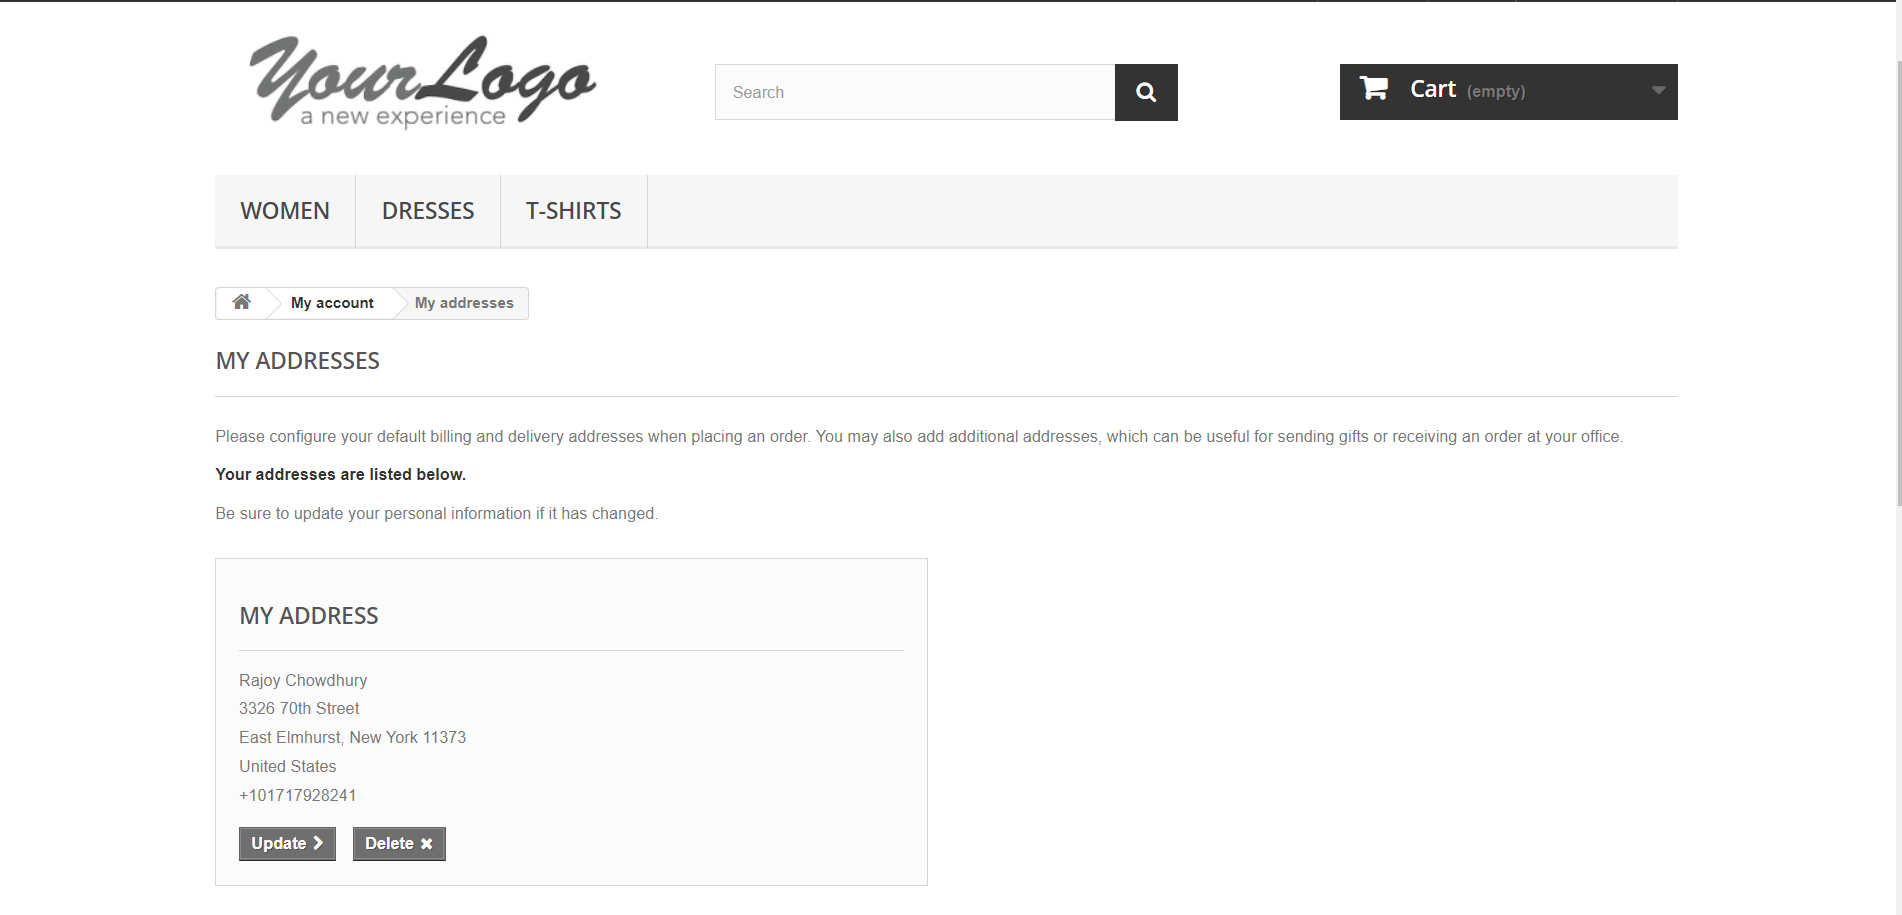 YourLogo
a new experience
Search
Cart (empty)
WOMEN
DRESSES
T-SHIRTS
My account
My addresses
MY ADDRESSES
Please configure your default billing and delivery addresses when placing an order. You may also add additional addresses, which can be useful for sending gifts or receiving an order at your office.
Your addresses are listed below.
Be sure to update your personal information if it has changed.
MY ADDRESS
Rajoy Chowdhury
3326 70th Street
East Elmhurst, New York 11373
United States
+101717928241
Update
Delete